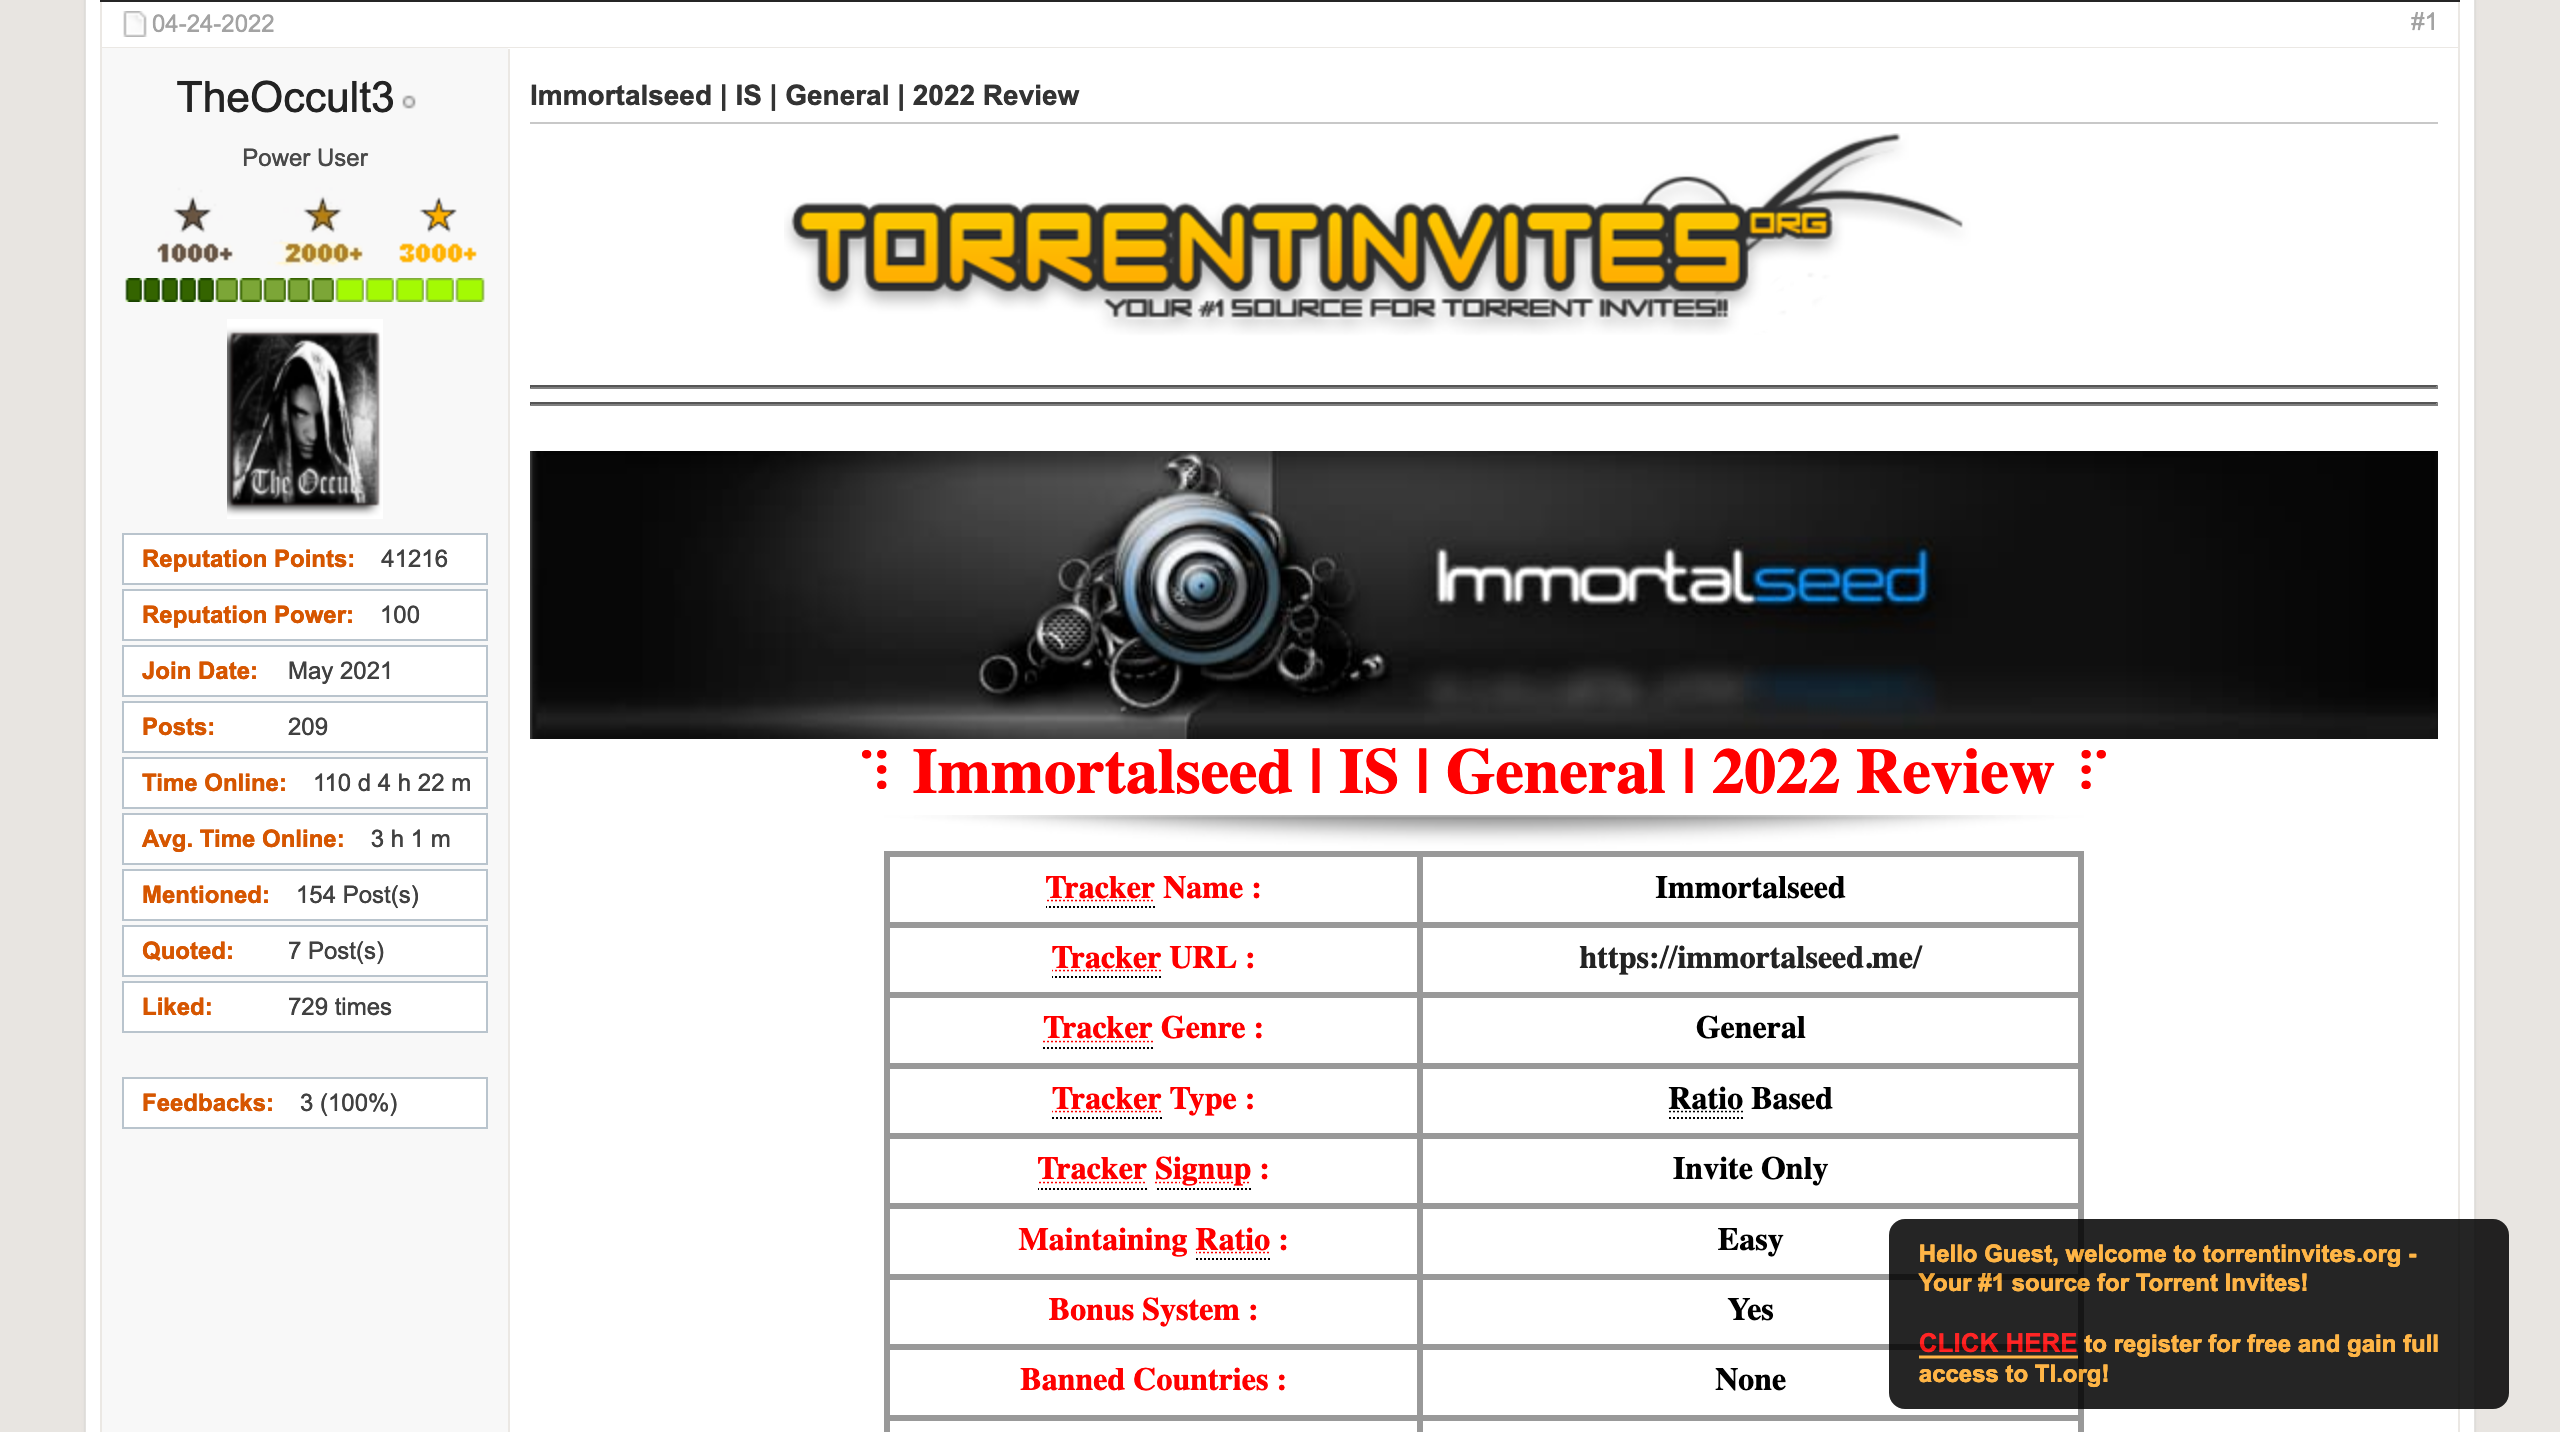 04-24-2022
#1
TheOccult3
Power User
1000+ 2000+ 3000+
The Occult
Reputation Points: 41216
Reputation Power: 100
Join Date: May 2021
Posts: 209
Time Online: 110 d 4 h 22 m
Avg. Time Online: 3 h 1 m
Mentioned: 154 Post(s)
Quoted: 7 Post(s)
Liked: 729 times
Feedbacks: 3 (100%)
Immortalseed | IS | General | 2022 Review
TORRENTINVITES ORG
YOUR #1 SOURCE FOR TORRENT INVITES!!
Immortalseed
⠹ Immortalseed | IS | General | 2022 Review ⠏
Tracker Name : Immortalseed
Tracker URL : https://immortalseed.me/
Tracker Genre : General
Tracker Type : Ratio Based
Tracker Signup : Invite Only
Maintaining Ratio : Easy
Bonus System : Yes
Banned Countries : None
Hello Guest, welcome to torrentinvites.org -
Your #1 source for Torrent Invites!
CLICK HERE to register for free and gain full
access to TI.org!